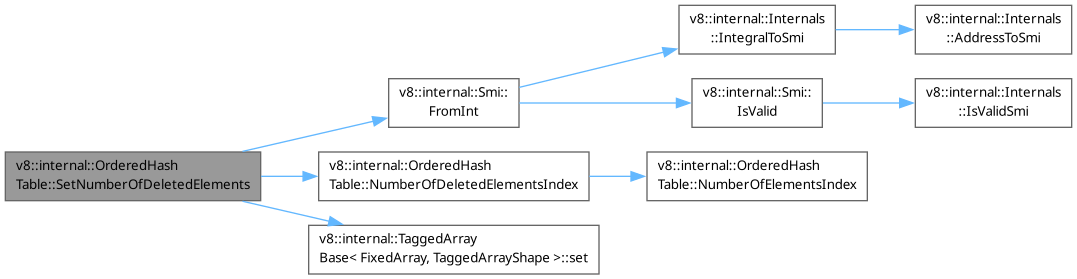 v8::internal::Internals
::IntegralToSmi
v8::internal::Internals
::AddressToSmi
v8::internal::Smi::
FromInt
v8::internal::Smi::
IsValid
v8::internal::Internals
::IsValidSmi
v8::internal::OrderedHash
Table::SetNumberOfDeletedElements
v8::internal::OrderedHash
Table::NumberOfDeletedElementsIndex
v8::internal::OrderedHash
Table::NumberOfElementsIndex
v8::internal::TaggedArray
Base< FixedArray, TaggedArrayShape >::set